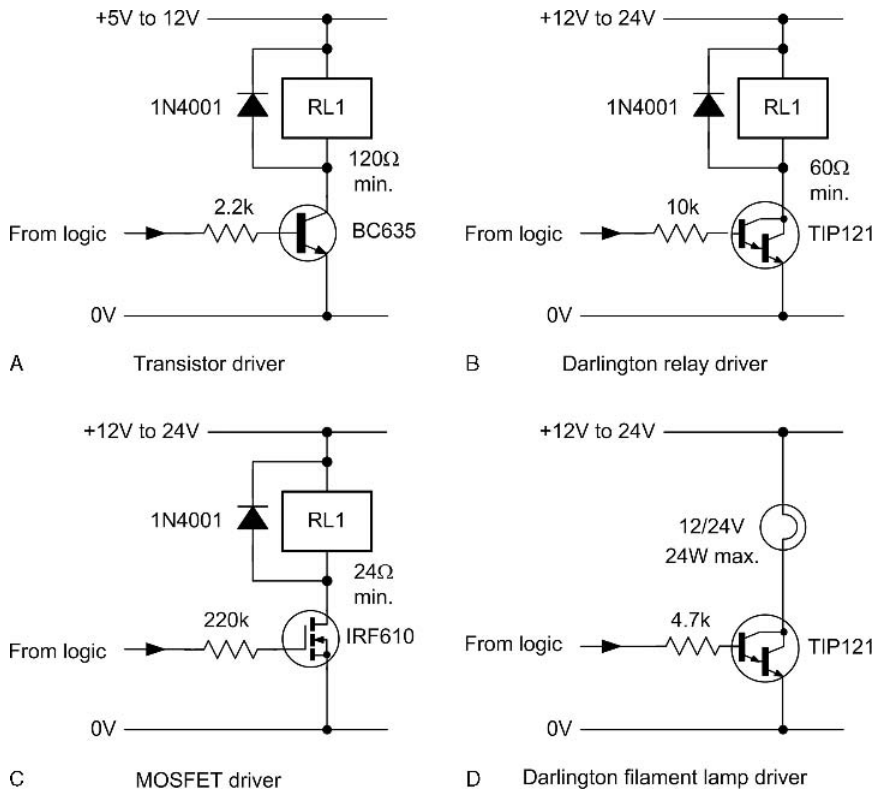 +5V to 12V
1N4001
RL1
120Ω
min.
2.2k
From logic
BC635
0V
A Transistor driver
+12V to 24V
1N4001
RL1
60Ω
min.
10k
From logic
TIP121
0V
B Darlington relay driver
+12V to 24V
1N4001
RL1
24Ω
min.
220k
From logic
IRF610
0V
C MOSFET driver
+12V to 24V
12/24V
24W max.
4.7k
From logic
TIP121
0V
D Darlington filament lamp driver